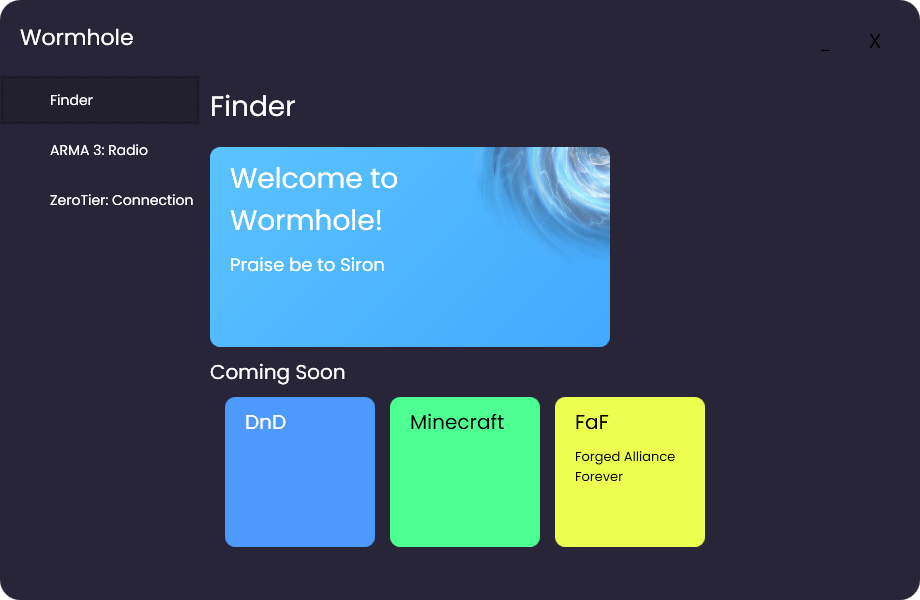 Wormhole
_ X
Finder
ARMA 3: Radio
ZeroTier: Connection
Finder
Welcome to
Wormhole!
Praise be to Siron
Coming Soon
DnD
Minecraft
FaF
Forged Alliance
Forever